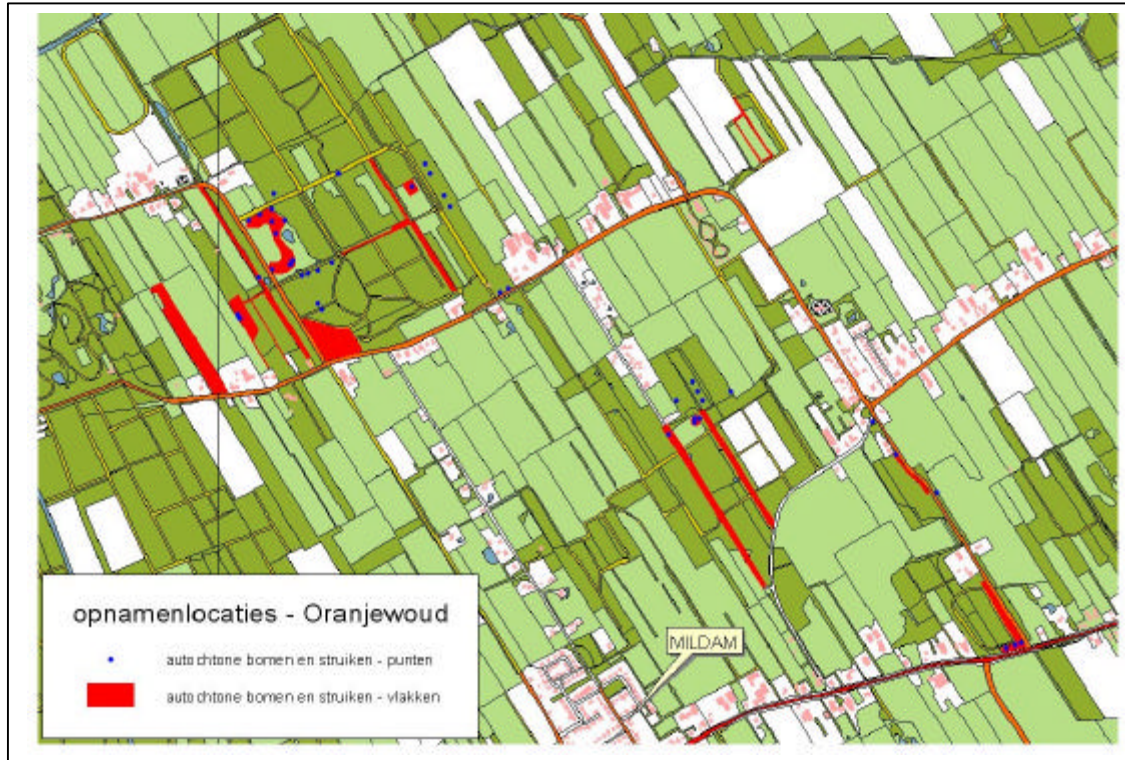 MILDAM
opnamenlocaties - Oranjewoud
autochtone bomen en struiken - punten
autochtone bomen en struiken - vlakken